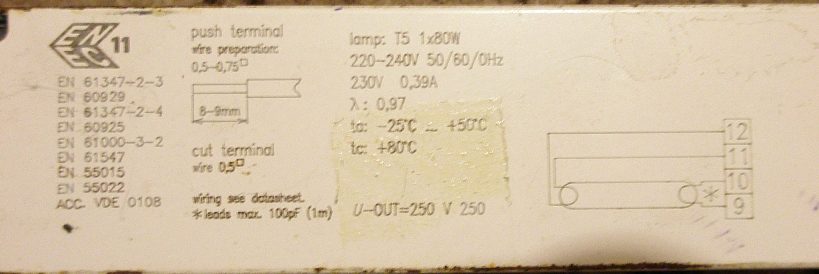 ENEC 11
EN 61347-2-3
EN 60929
EN 61347-2-4
EN 60925
EN 61000-3-2
EN 61547
EN 55015
EN 55022
ACC. VDE 0108
push terminal
wire preparation:
0,5-0,75□
8-9mm
cut terminal
wire 0,5□
wiring see datasheet.
*leads max. 100pF (1m)
lamp: T5 1x80W
220-240V 50/60/0Hz
230V 0,39A
λ: 0,97
ta: -25°C ... +50°C
tc: +80°C
U-OUT=250 V 250
12
11
10
* 9